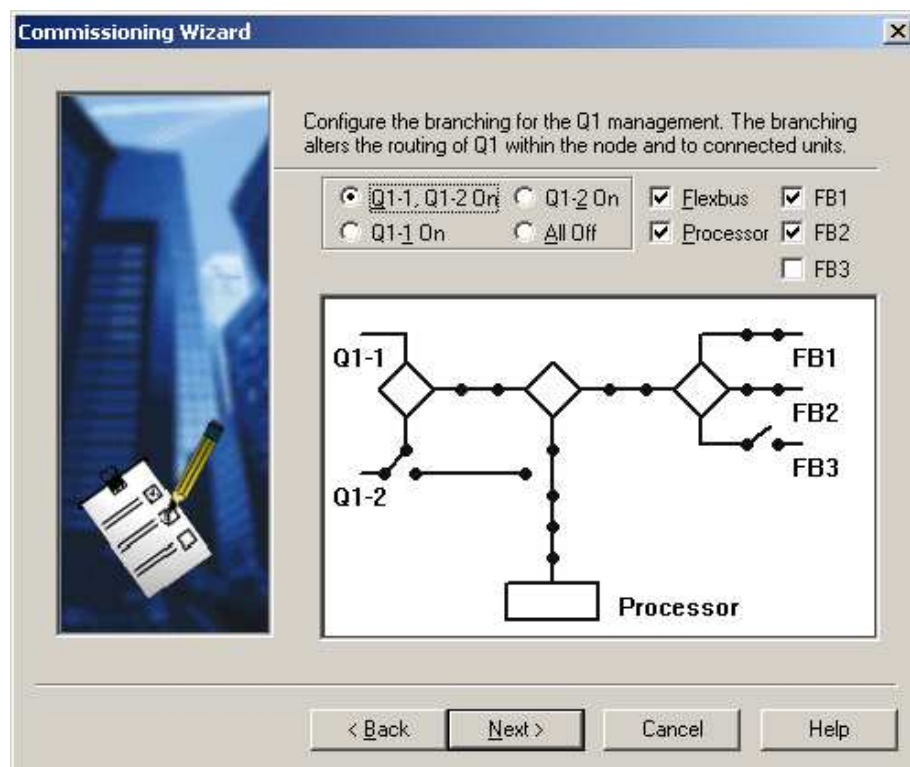 Commissioning Wizard
Configure the branching for the Q1 management. The branching
alters the routing of Q1 within the node and to connected units.
Q1-1, Q1-2 On
Q1-2 On
Flexbus
FB1
Q1-1 On
All Off
Processor
FB2
FB3
Q1-1
FB1
FB2
FB3
Q1-2
Processor
< Back
Next >
Cancel
Help